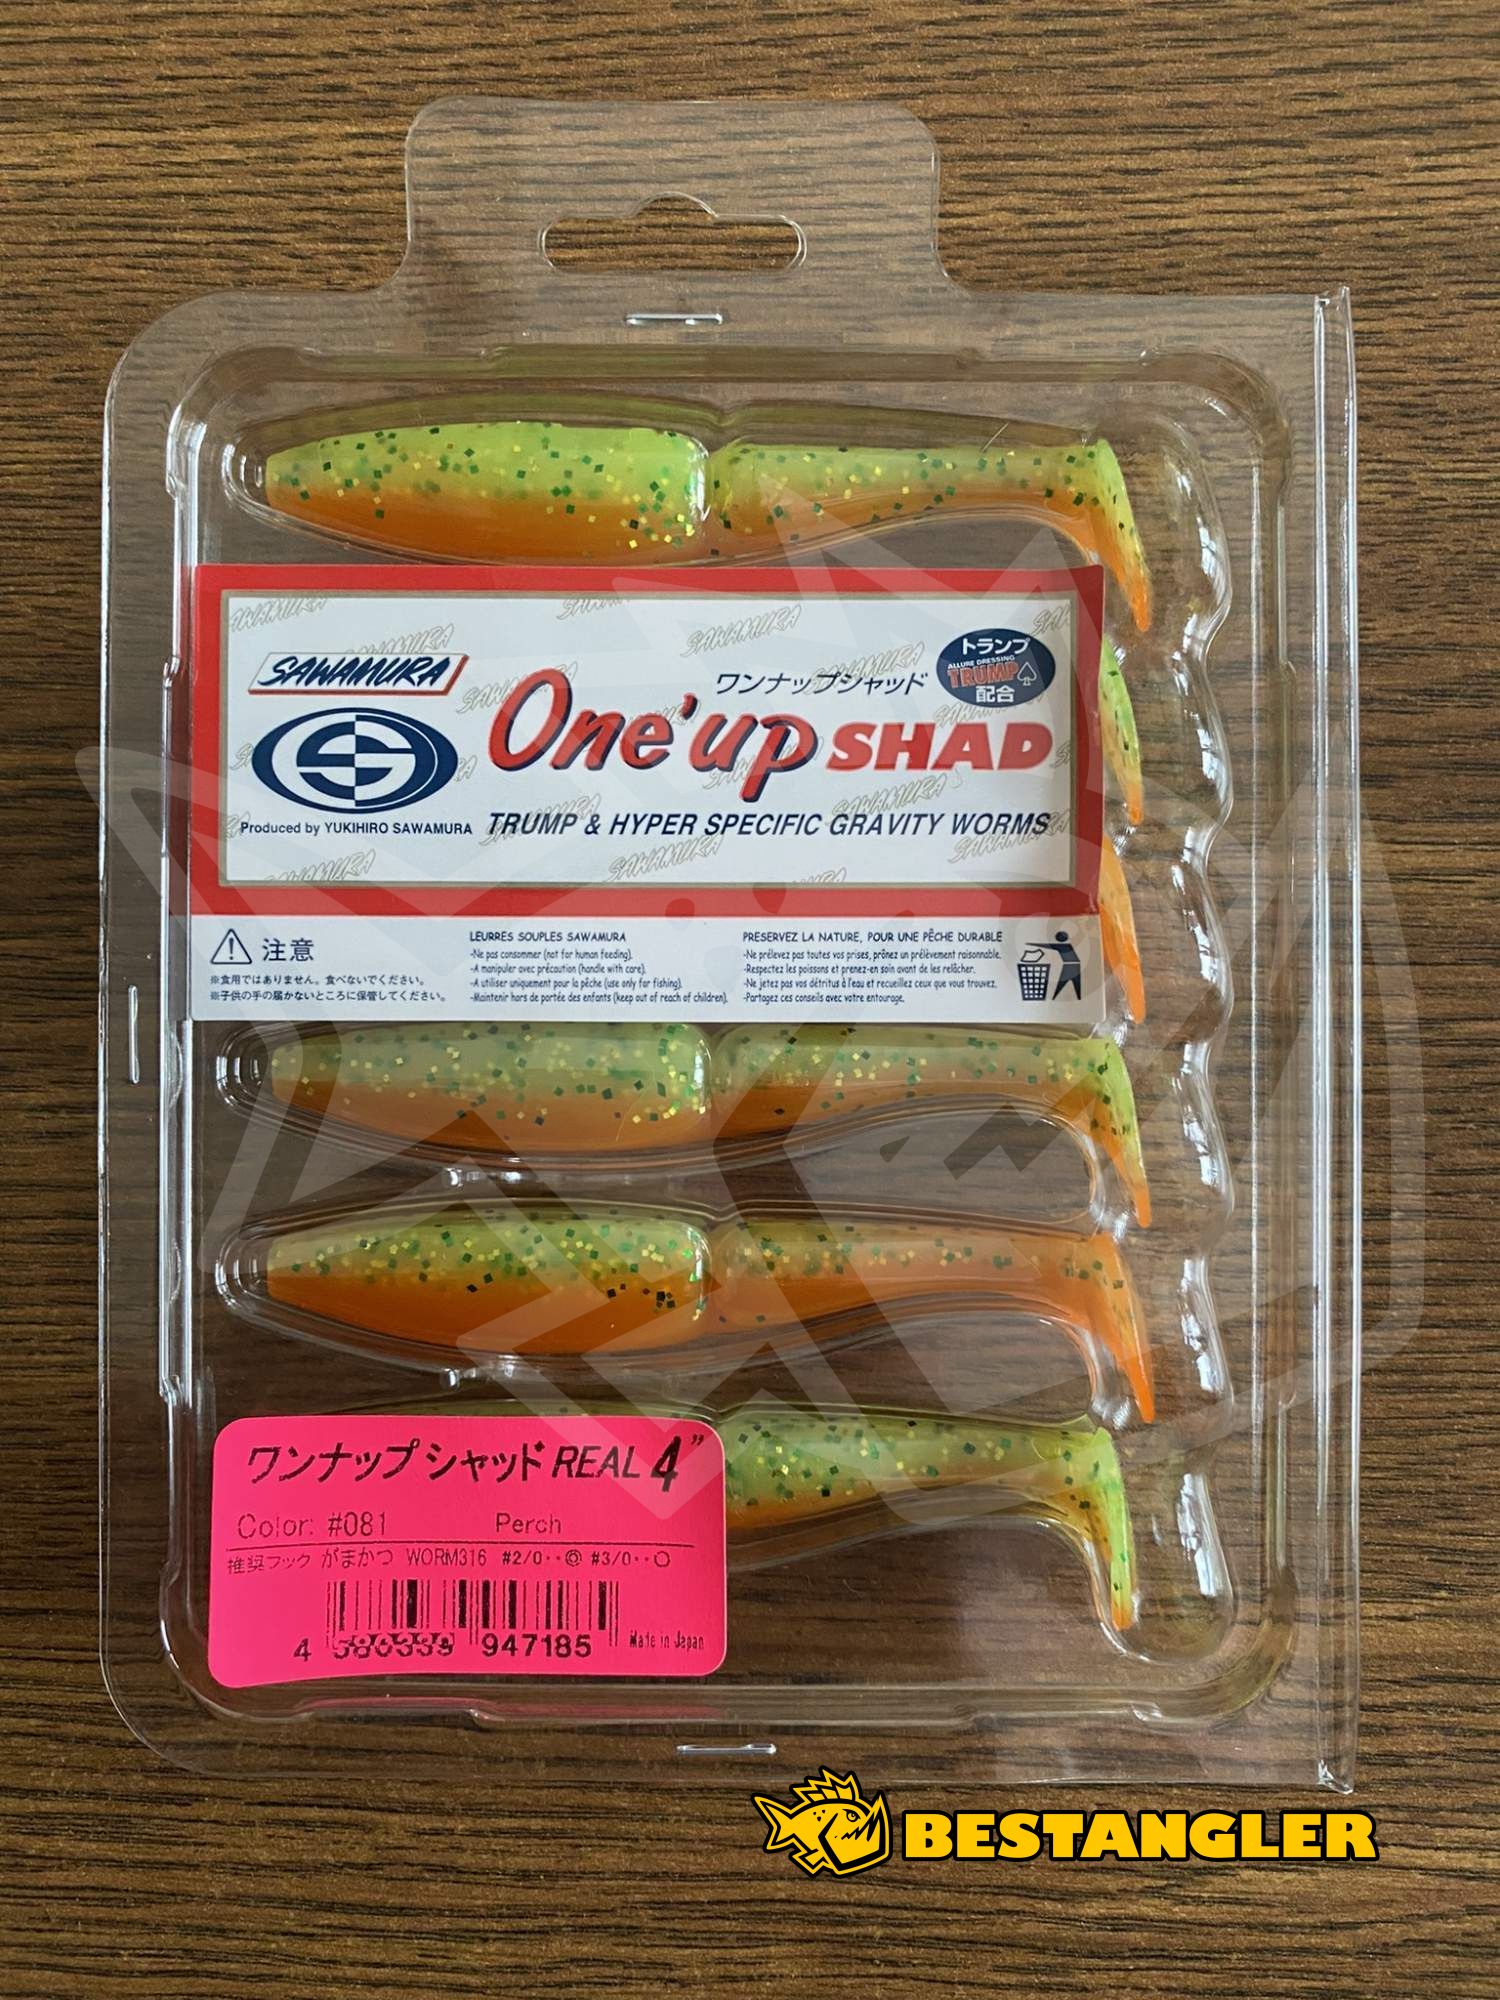 SAWAMURA
Produced by YUKIHIRO SAWAMURA
ワンナップシャッド
One'up SHAD
TRUMP & HYPER SPECIFIC GRAVITY WORMS
トランプ
ALLURE DRESSING
TRUMP
配合
注意
※食用ではありません。食べないでください。
※子供の手の届かないところに保管してください。
LEURRES SOUPLES SAWAMURA
-Ne pas consommer (not for human feeding).
-A manipuler avec précaution (handle with care).
-A utiliser uniquement pour la pêche (use only for fishing).
-Maintenir hors de portée des enfants (keep out of reach of children).
PRESERVEZ LA NATURE, POUR UNE PÊCHE DURABLE
-Ne prélevez pas toutes vos prises, prônez un prélèvement raisonnable.
-Respectez les poissons et prenez-en soin avant de les relâcher.
-Ne jetez pas vos détritus à l'eau et recueillez ceux que vous trouvez.
-Partagez ces conseils avec votre entourage.
ワンナップシャッド REAL 4"
Color: #081 Perch
推奨フック がまかつ WORM316 #2/0‥◎ #3/0‥○
4 580339 947185
Made in Japan
BESTANGLER